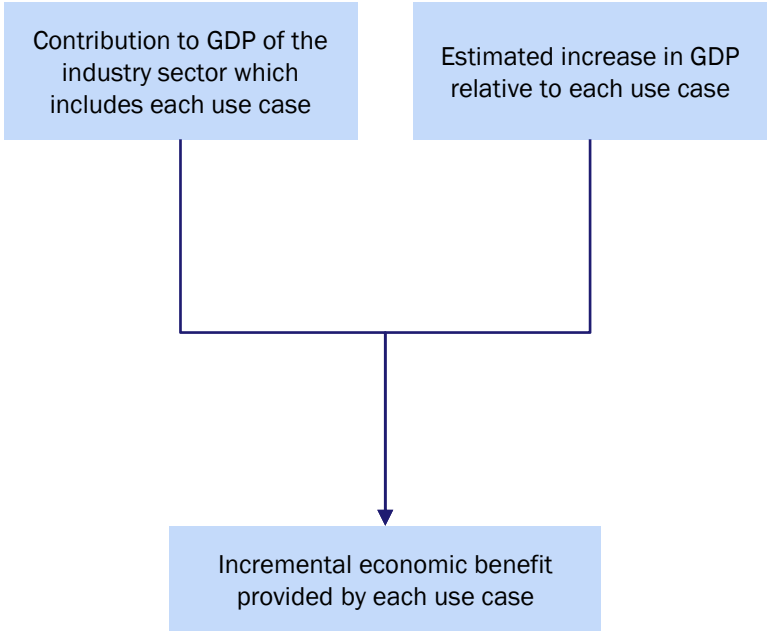 Contribution to GDP of the
industry sector which
includes each use case
Estimated increase in GDP
relative to each use case
Incremental economic benefit
provided by each use case